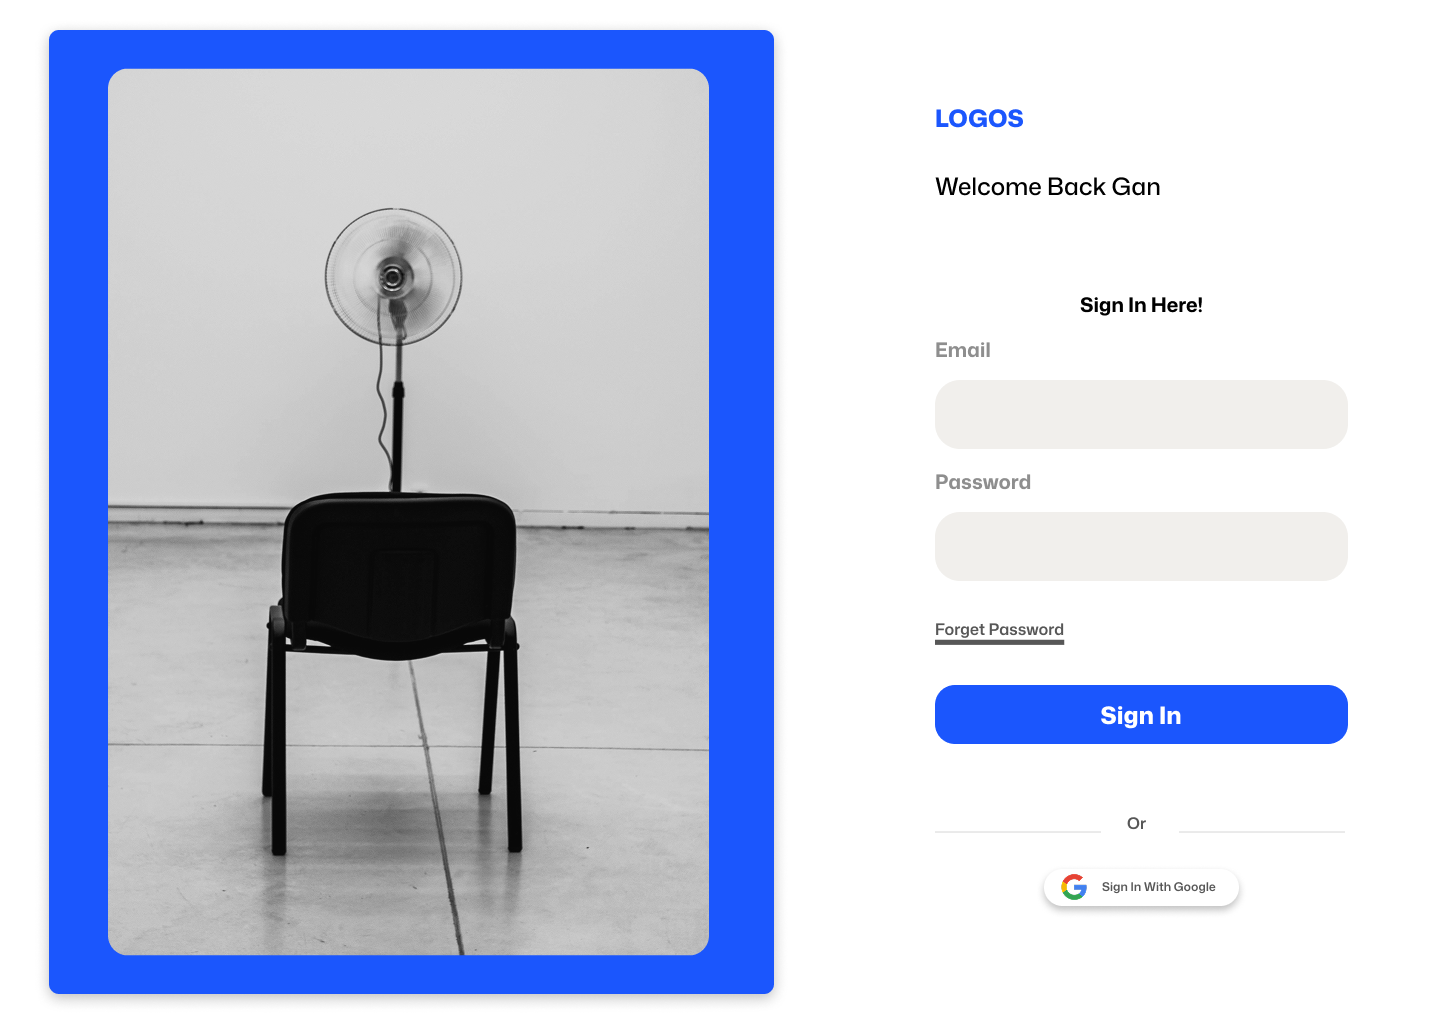 LOGOS
Welcome Back Gan
Sign In Here!
Email
Password
Forget Password
Sign In
Or
Sign In With Google